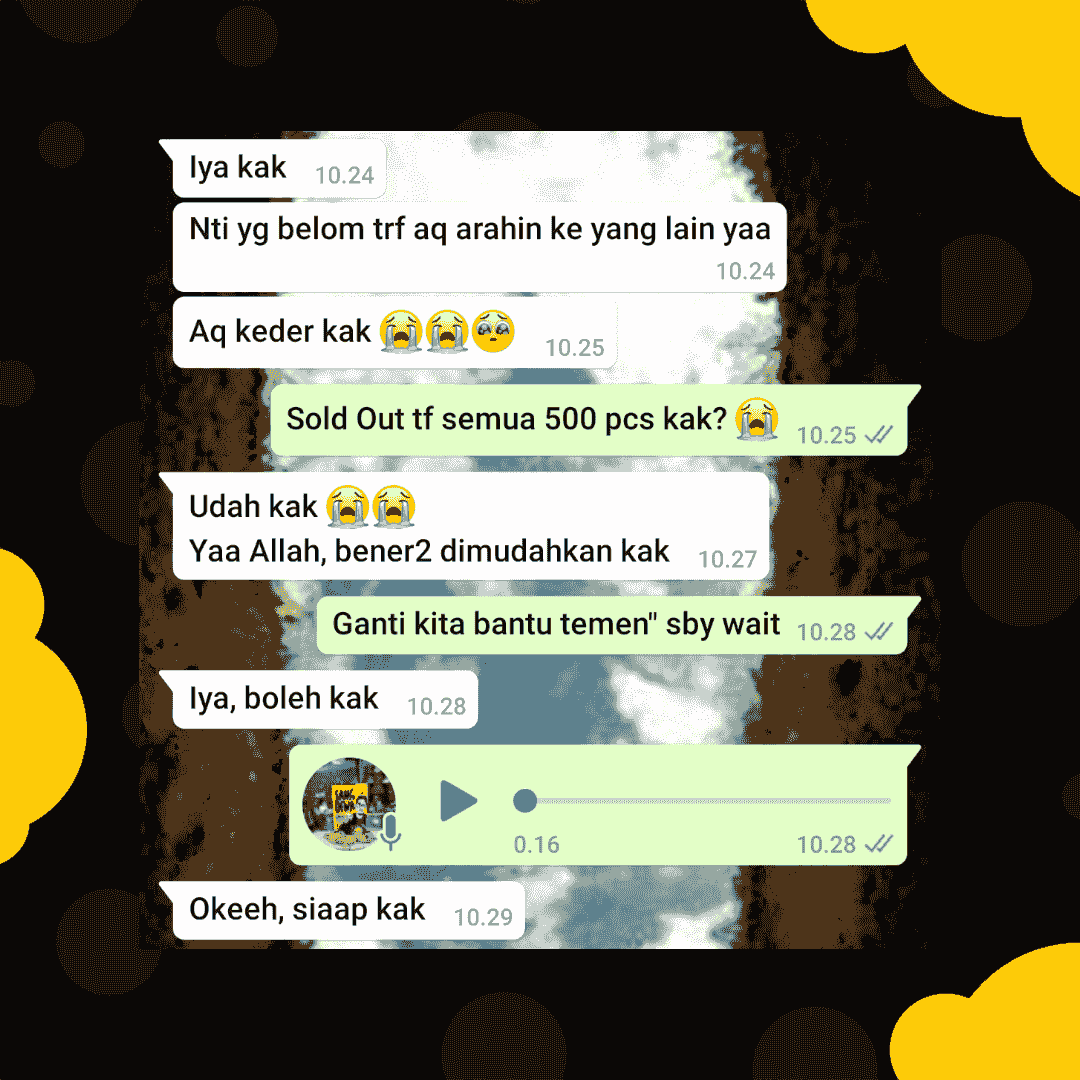 Iya kak 10.24
Nti yg belom trf aq arahin ke yang lain yaa
10.24
Aq keder kak 😭😭🥺 10.25
Sold Out tf semua 500 pcs kak? 😭 10.25
Udah kak 😭😭
Yaa Allah, bener2 dimudahkan kak 10.27
Ganti kita bantu temen" sby wait 10.28
Iya, boleh kak 10.28
0.16 10.28
Okeeh, siaap kak 10.29